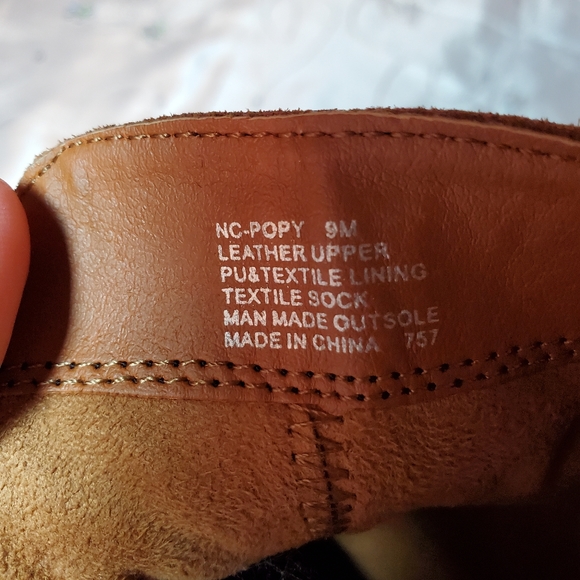 NC-POPY 9M
LEATHER UPPER
PU&TEXTILE LINING
TEXTILE SOCK
MAN MADE OUTSOLE
MADE IN CHINA 757